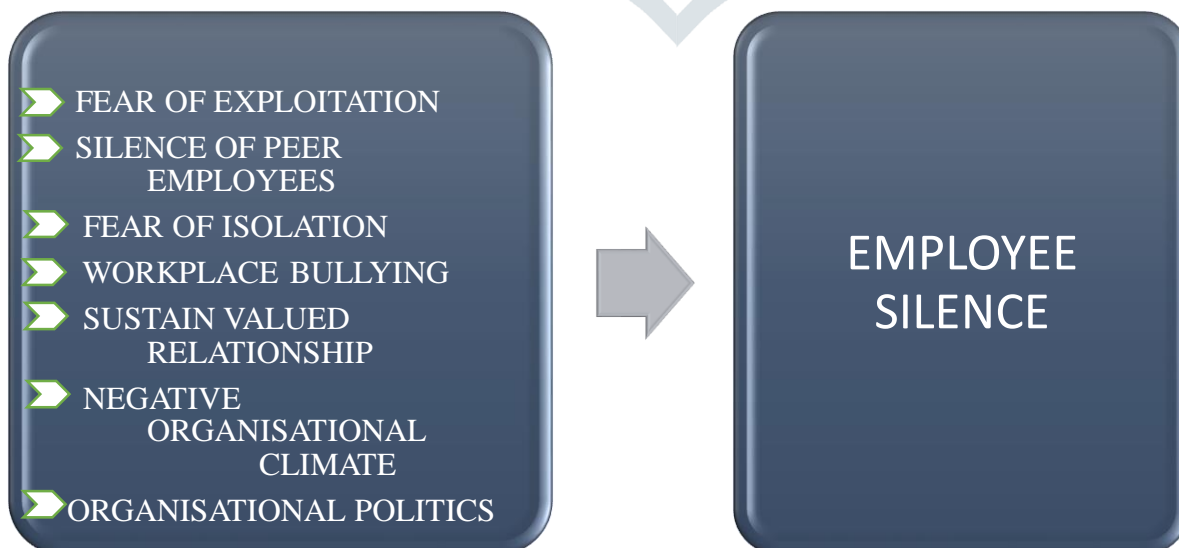 FEAR OF EXPLOITATION
SILENCE OF PEER
EMPLOYEES
FEAR OF ISOLATION
WORKPLACE BULLYING
SUSTAIN VALUED
RELATIONSHIP
NEGATIVE
ORGANISATIONAL
CLIMATE
ORGANISATIONAL POLITICS
EMPLOYEE
SILENCE